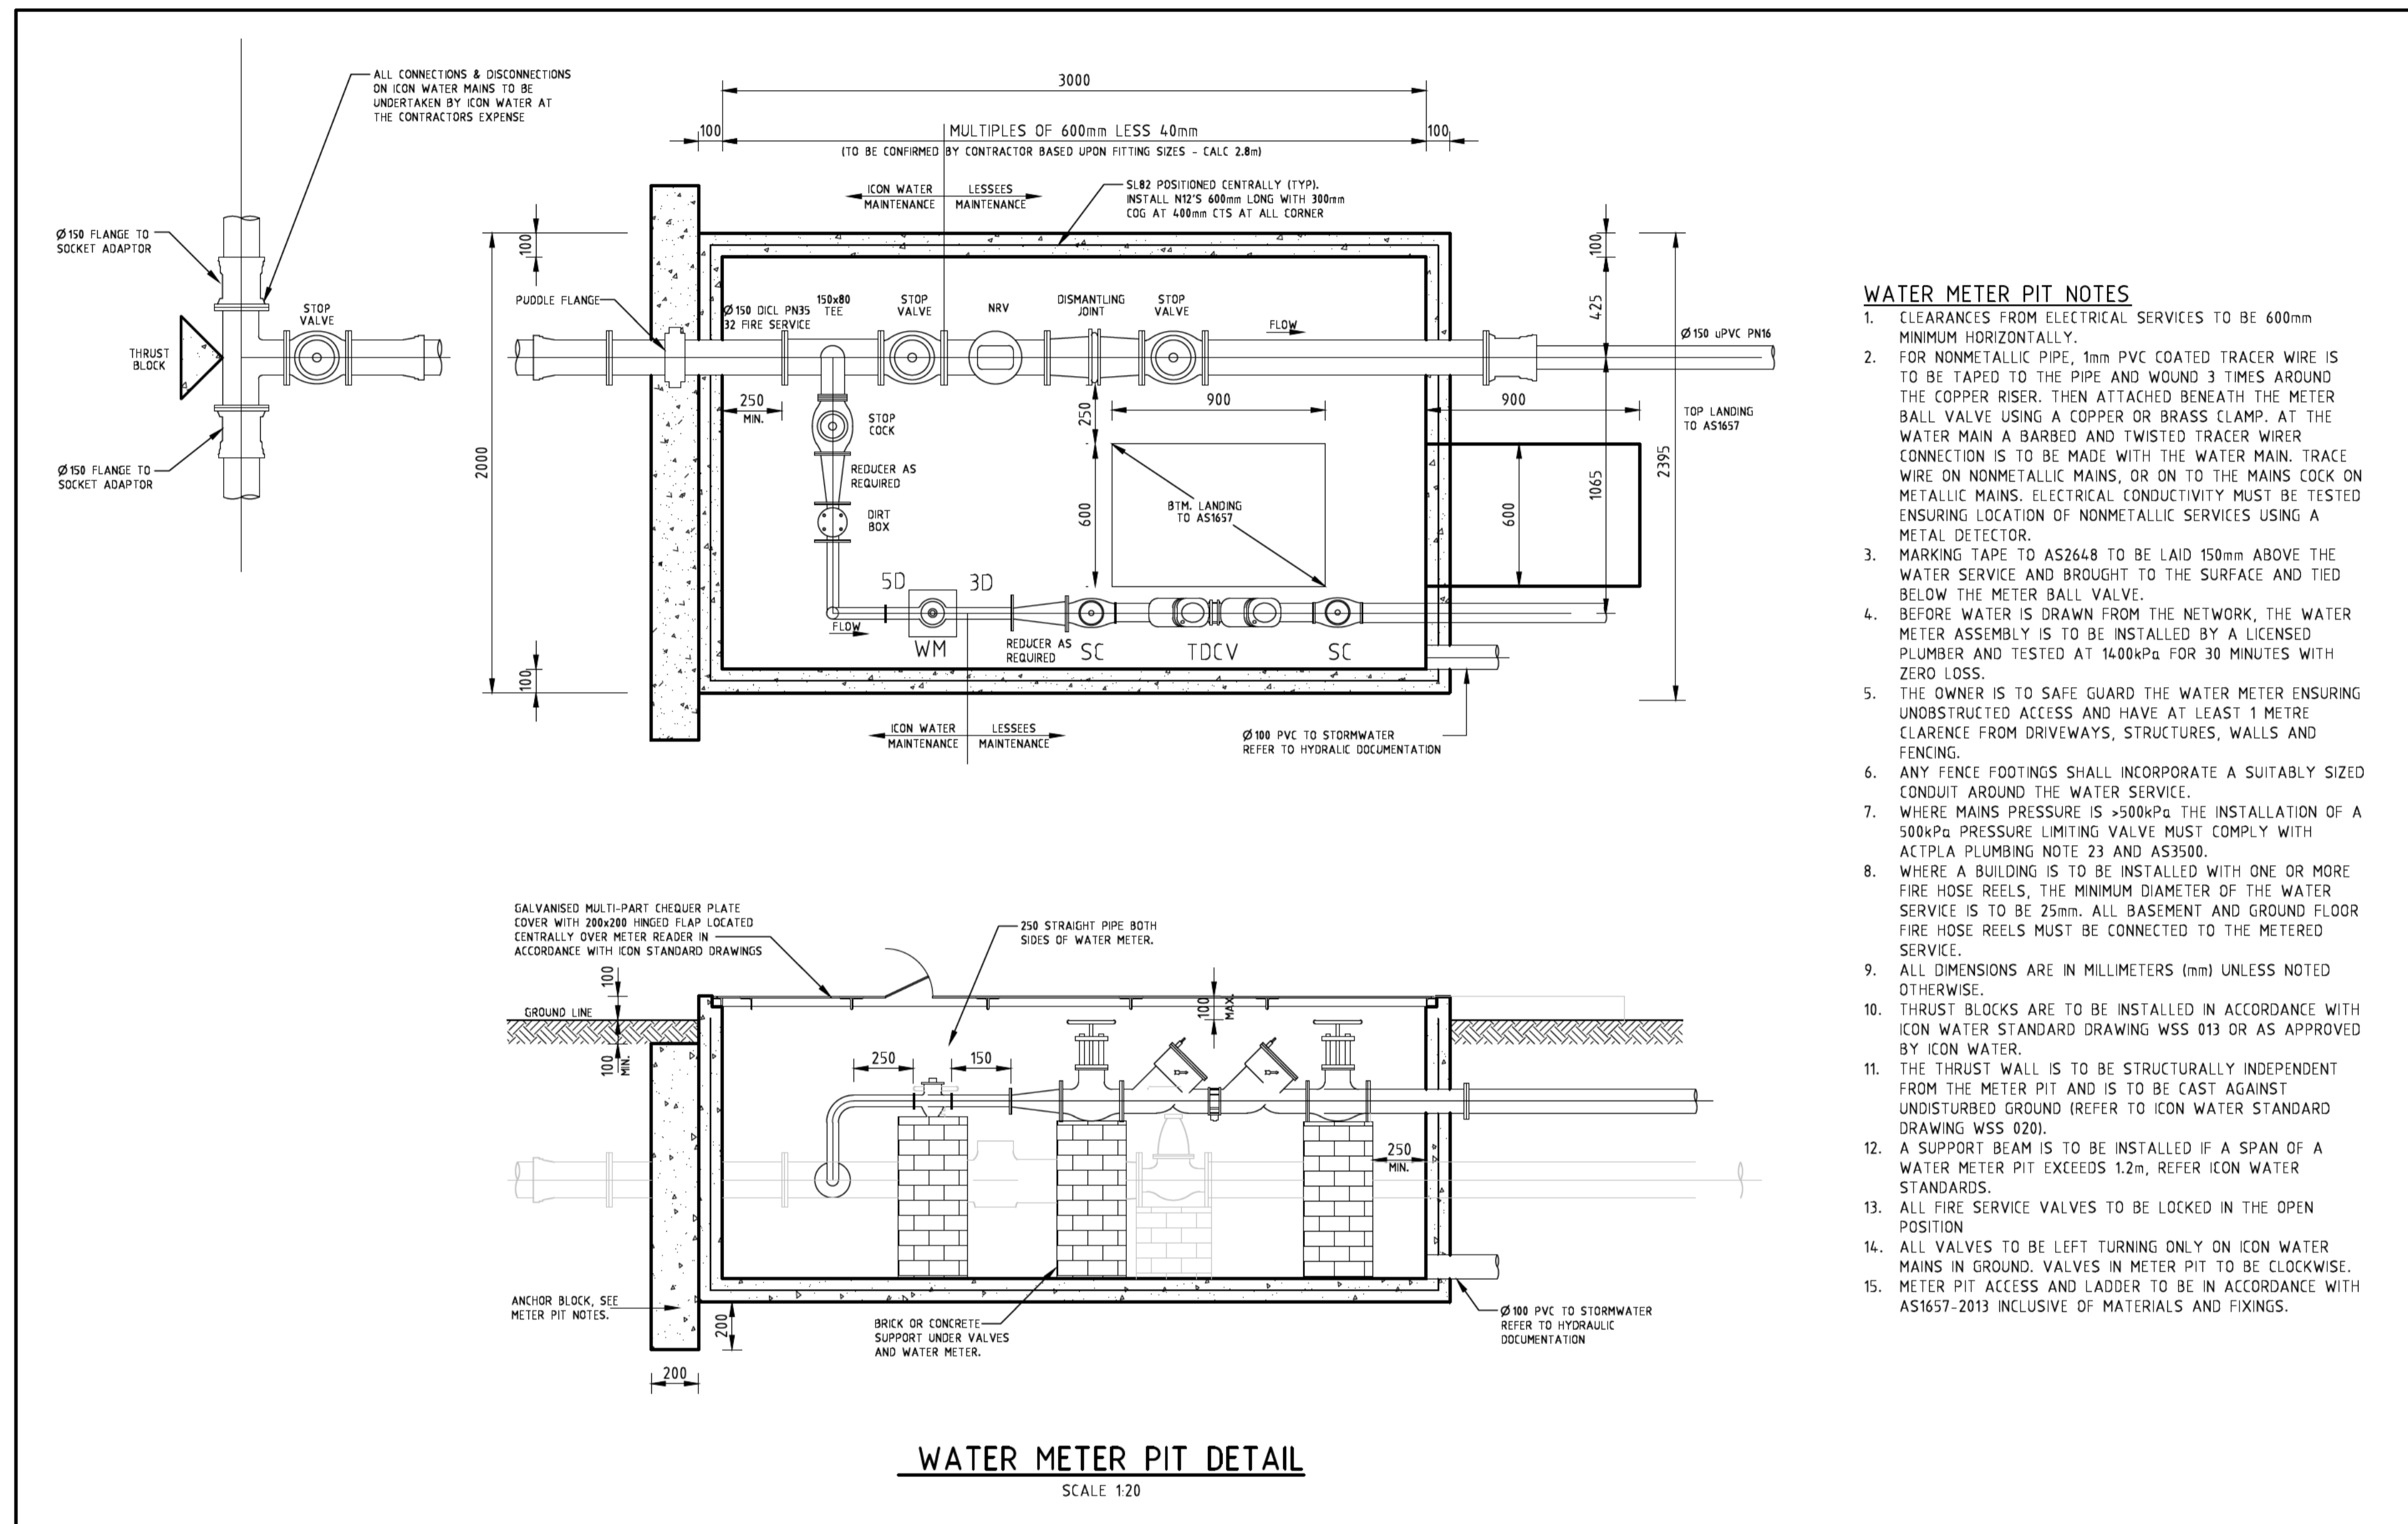 ALL CONNECTIONS & DISCONNECTIONS
ON ICON WATER MAINS TO BE
UNDERTAKEN BY ICON WATER AT
THE CONTRACTORS EXPENSE
Ø150 FLANGE TO
SOCKET ADAPTOR
STOP
VALVE
THRUST
BLOCK
Ø150 FLANGE TO
SOCKET ADAPTOR
3000
100
MULTIPLES OF 600mm LESS 40mm
100
(TO BE CONFIRMED BY CONTRACTOR BASED UPON FITTING SIZES - CALC 2.8m)
ICON WATER
MAINTENANCE
LESSEES
MAINTENANCE
SL82 POSITIONED CENTRALLY (TYP).
INSTALL N12'S 600mm LONG WITH 300mm
COG AT 400mm CTS AT ALL CORNER
100
100
PUDDLE FLANGE
Ø150 DICL PN35
32 FIRE SERVICE
150x80
TEE
STOP
VALVE
NRV
DISMANTLING
JOINT
STOP
VALVE
FLOW
425
Ø150 uPVC PN16
250
MIN.
STOP
COCK
250
900
900
TOP LANDING
TO AS1657
2000
REDUCER AS
REQUIRED
DIRT
BOX
600
BTM. LANDING
TO AS1657
600
1065
2395
5D
3D
FLOW
WM
REDUCER AS
REQUIRED
SC
TDCV
SC
100
ICON WATER
MAINTENANCE
LESSEES
MAINTENANCE
Ø100 PVC TO STORMWATER
REFER TO HYDRALIC DOCUMENTATION
GALVANISED MULTI-PART CHEQUER PLATE
COVER WITH 200x200 HINGED FLAP LOCATED
CENTRALLY OVER METER READER IN
ACCORDANCE WITH ICON STANDARD DRAWINGS
250 STRAIGHT PIPE BOTH
SIDES OF WATER METER.
100
GROUND LINE
100
MIN.
100
MAX.
250
150
250
MIN.
ANCHOR BLOCK, SEE
METER PIT NOTES.
200
200
BRICK OR CONCRETE
SUPPORT UNDER VALVES
AND WATER METER.
Ø100 PVC TO STORMWATER
REFER TO HYDRAULIC
DOCUMENTATION
WATER METER PIT DETAIL
SCALE 1:20
WATER METER PIT NOTES
1. CLEARANCES FROM ELECTRICAL SERVICES TO BE 600mm
MINIMUM HORIZONTALLY.
2. FOR NONMETALLIC PIPE, 1mm PVC COATED TRACER WIRE IS
TO BE TAPED TO THE PIPE AND WOUND 3 TIMES AROUND
THE COPPER RISER. THEN ATTACHED BENEATH THE METER
BALL VALVE USING A COPPER OR BRASS CLAMP. AT THE
WATER MAIN A BARBED AND TWISTED TRACER WIRER
CONNECTION IS TO BE MADE WITH THE WATER MAIN. TRACE
WIRE ON NONMETALLIC MAINS, OR ON TO THE MAINS COCK ON
METALLIC MAINS. ELECTRICAL CONDUCTIVITY MUST BE TESTED
ENSURING LOCATION OF NONMETALLIC SERVICES USING A
METAL DETECTOR.
3. MARKING TAPE TO AS2648 TO BE LAID 150mm ABOVE THE
WATER SERVICE AND BROUGHT TO THE SURFACE AND TIED
BELOW THE METER BALL VALVE.
4. BEFORE WATER IS DRAWN FROM THE NETWORK, THE WATER
METER ASSEMBLY IS TO BE INSTALLED BY A LICENSED
PLUMBER AND TESTED AT 1400kPa FOR 30 MINUTES WITH
ZERO LOSS.
5. THE OWNER IS TO SAFE GUARD THE WATER METER ENSURING
UNOBSTRUCTED ACCESS AND HAVE AT LEAST 1 METRE
CLARENCE FROM DRIVEWAYS, STRUCTURES, WALLS AND
FENCING.
6. ANY FENCE FOOTINGS SHALL INCORPORATE A SUITABLY SIZED
CONDUIT AROUND THE WATER SERVICE.
7. WHERE MAINS PRESSURE IS >500kPa THE INSTALLATION OF A
500kPa PRESSURE LIMITING VALVE MUST COMPLY WITH
ACTPLA PLUMBING NOTE 23 AND AS3500.
8. WHERE A BUILDING IS TO BE INSTALLED WITH ONE OR MORE
FIRE HOSE REELS, THE MINIMUM DIAMETER OF THE WATER
SERVICE IS TO BE 25mm. ALL BASEMENT AND GROUND FLOOR
FIRE HOSE REELS MUST BE CONNECTED TO THE METERED
SERVICE.
9. ALL DIMENSIONS ARE IN MILLIMETERS (mm) UNLESS NOTED
OTHERWISE.
10. THRUST BLOCKS ARE TO BE INSTALLED IN ACCORDANCE WITH
ICON WATER STANDARD DRAWING WSS 013 OR AS APPROVED
BY ICON WATER.
11. THE THRUST WALL IS TO BE STRUCTURALLY INDEPENDENT
FROM THE METER PIT AND IS TO BE CAST AGAINST
UNDISTURBED GROUND (REFER TO ICON WATER STANDARD
DRAWING WSS 020).
12. A SUPPORT BEAM IS TO BE INSTALLED IF A SPAN OF A
WATER METER PIT EXCEEDS 1.2m, REFER ICON WATER
STANDARDS.
13. ALL FIRE SERVICE VALVES TO BE LOCKED IN THE OPEN
POSITION
14. ALL VALVES TO BE LEFT TURNING ONLY ON ICON WATER
MAINS IN GROUND. VALVES IN METER PIT TO BE CLOCKWISE.
15. METER PIT ACCESS AND LADDER TO BE IN ACCORDANCE WITH
AS1657-2013 INCLUSIVE OF MATERIALS AND FIXINGS.